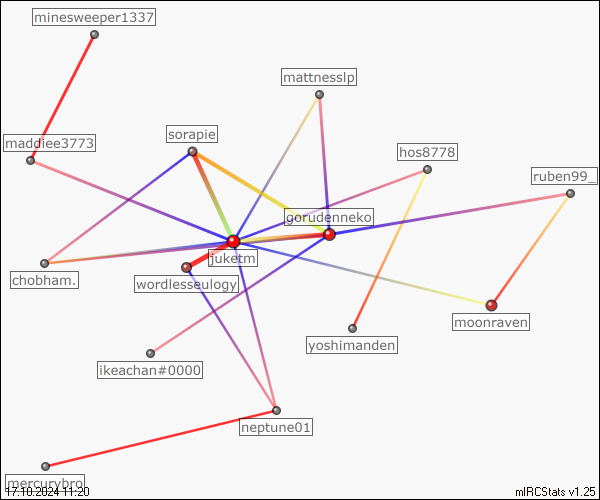 minesweeper1337
mattnesslp
sorapie
maddiee3773
hos8778
ruben99_
gorudenneko
juketm
chobham.
wordlesseulogy
moonraven
yoshimanden
ikeachan#0000
neptune01
mercurybro
17.10.2024 11:20
mIRCStats v1.25